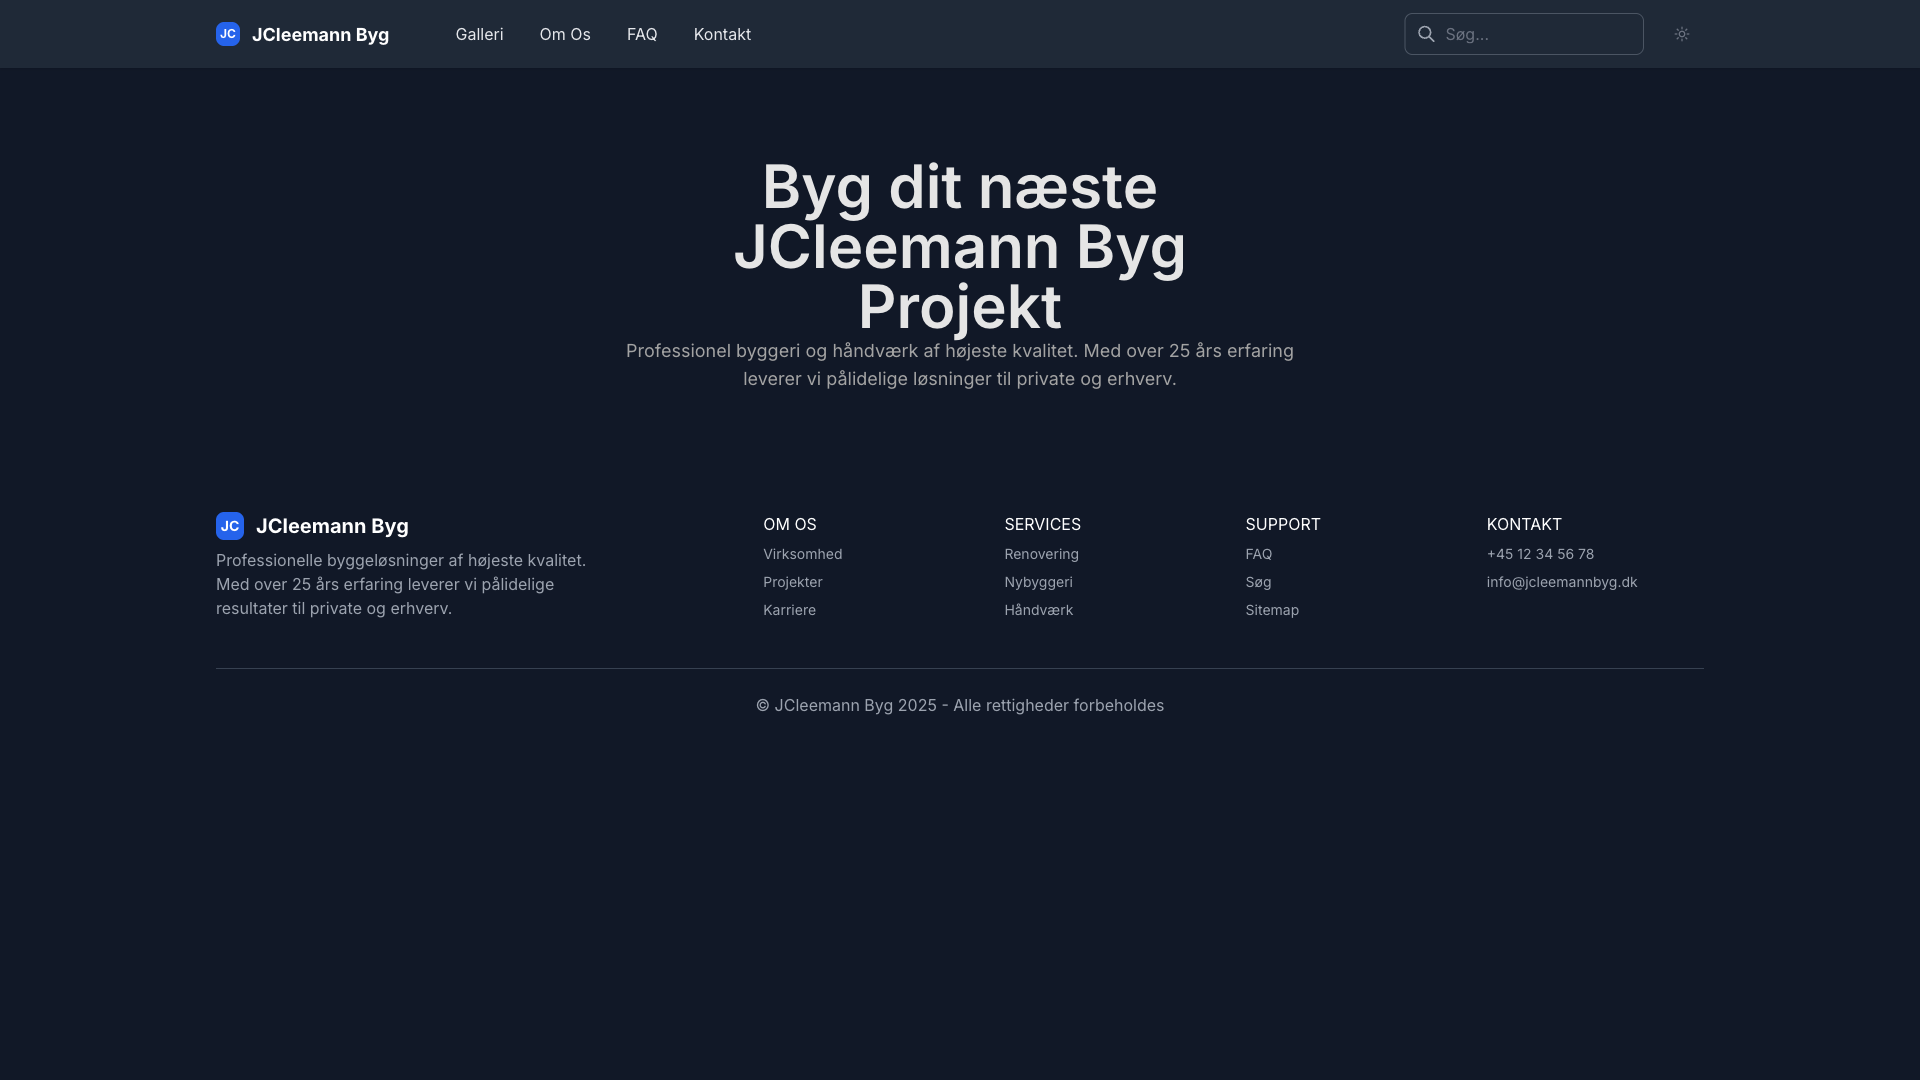 JC JCleemann Byg Galleri Om Os FAQ Kontakt Søg...
Byg dit næste
JCleemann Byg
Projekt
Professionel byggeri og håndværk af højeste kvalitet. Med over 25 års erfaring
leverer vi pålidelige løsninger til private og erhverv.
JC JCleemann Byg
Professionelle byggeløsninger af højeste kvalitet.
Med over 25 års erfaring leverer vi pålidelige
resultater til private og erhverv.
OM OS
Virksomhed
Projekter
Karriere
SERVICES
Renovering
Nybyggeri
Håndværk
SUPPORT
FAQ
Søg
Sitemap
KONTAKT
+45 12 34 56 78
info@jcleemannbyg.dk
© JCleemann Byg 2025 - Alle rettigheder forbeholdes